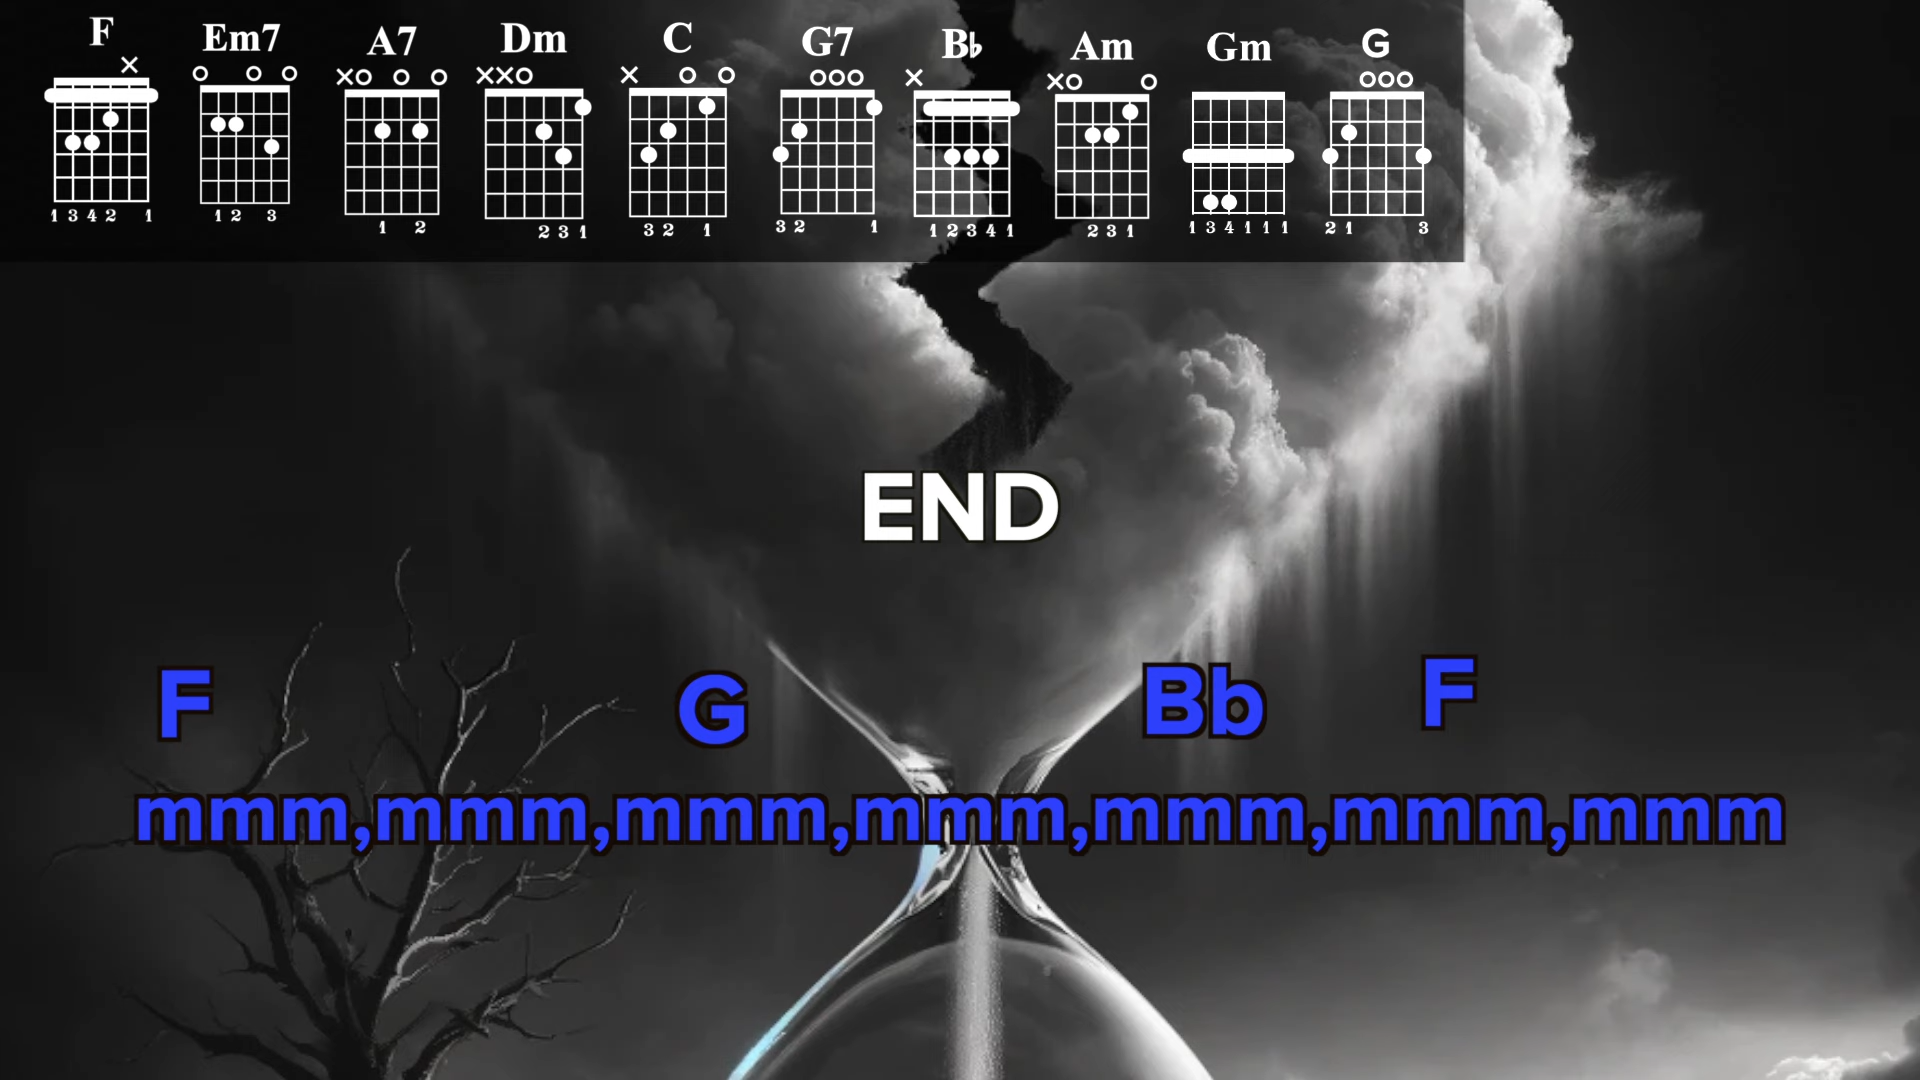 F Em7 A7 Dm C G7 B♭ Am Gm G
× o o o ×o o o ××o × o o ooo × ×o o ooo
1 3 4 2 1 1 2 3 1 2 2 3 1 3 2 1 3 2 1 1 2 3 4 1 2 3 1 1 3 4 1 1 1 2 1 3
END
F G Bb F
mmm,mmm,mmm,mmm,mmm,mmm,mmm